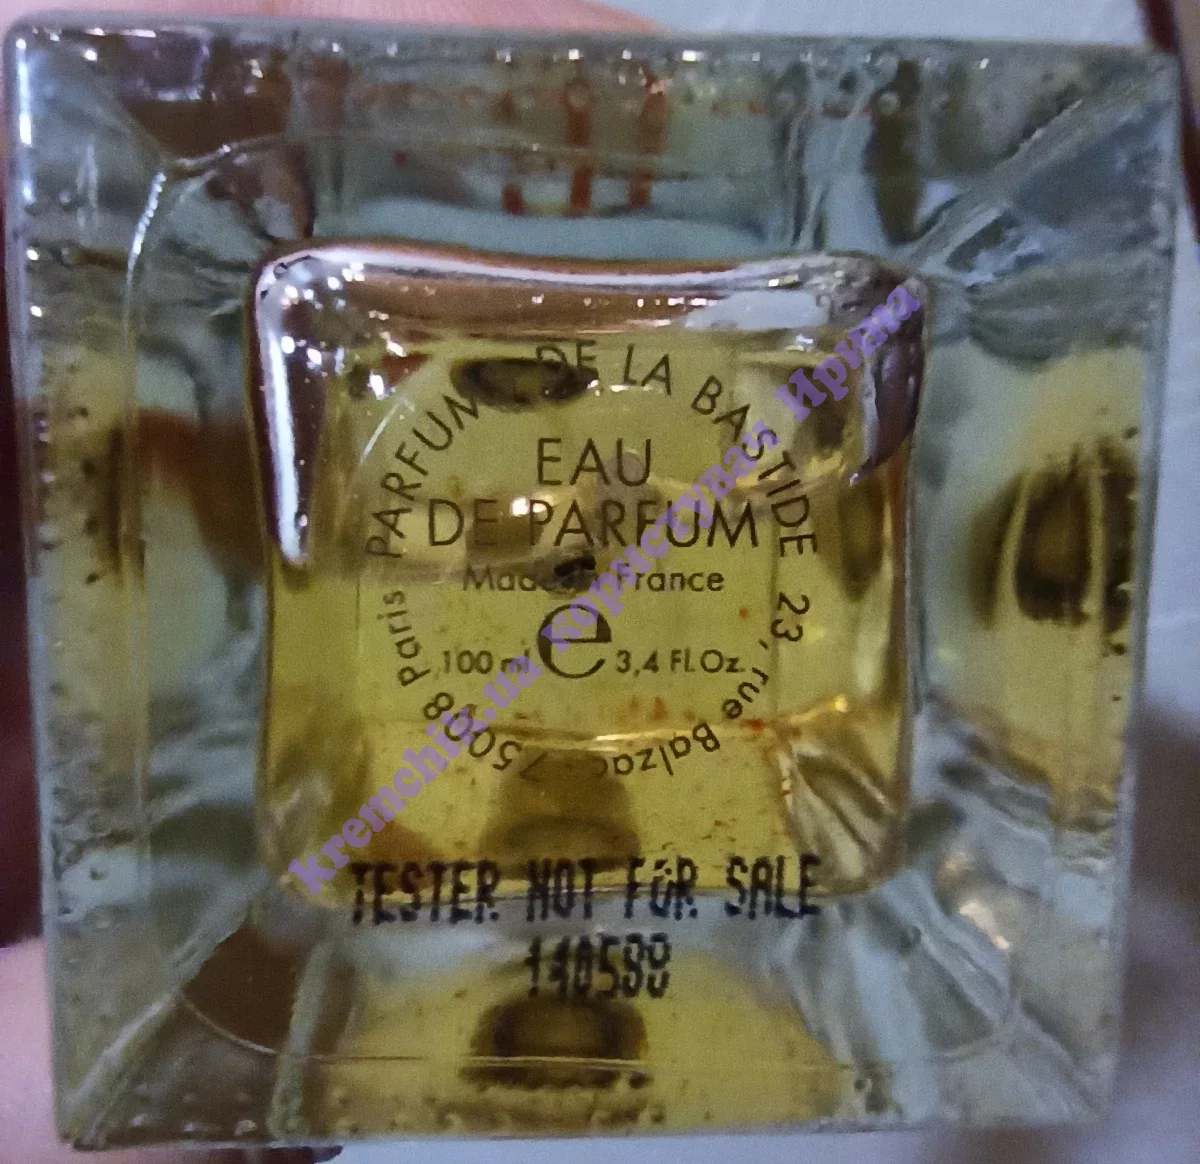 PARFUMS DE LA BASTIDE 23, rue Balzac 75008 Paris
EAU
DE PARFUM
Made in France
100 ml e 3,4 Fl.Oz.
TESTER NOT FOR SALE
140588
kremchik.ua користувач Ирина